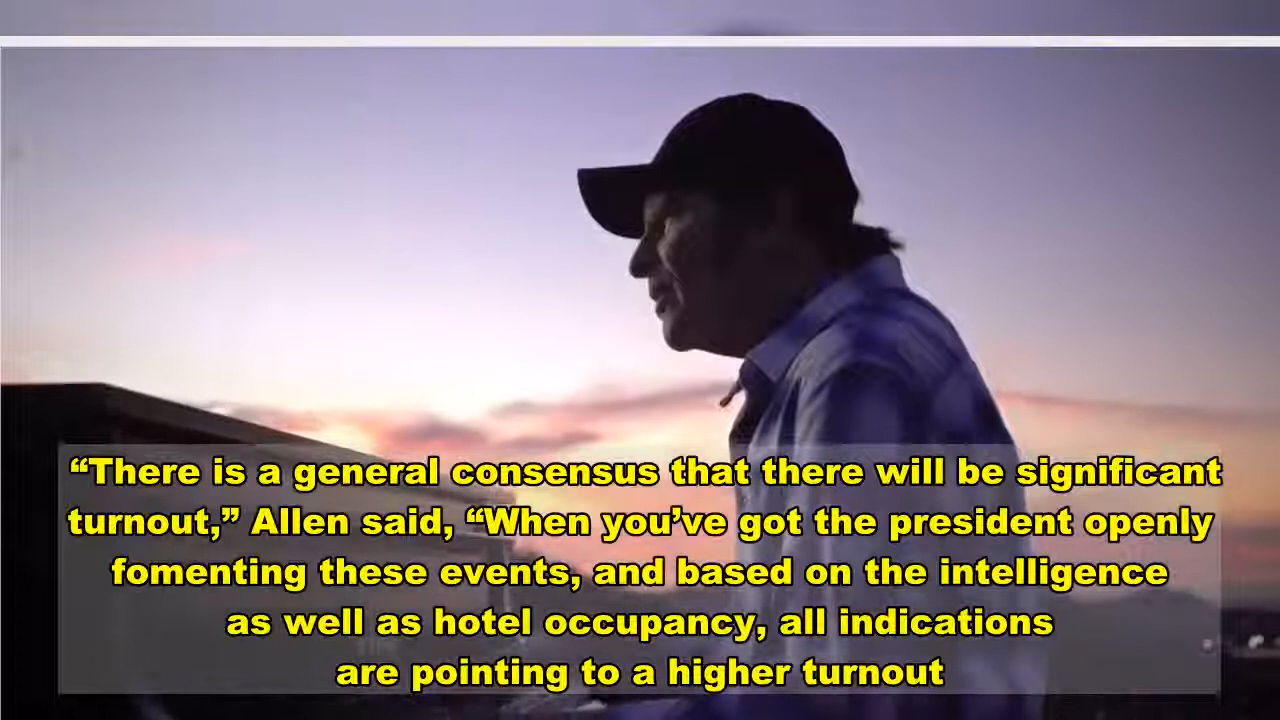 “There is a general consensus that there will be significant
turnout,” Allen said, “When you’ve got the president openly
fomenting these events, and based on the intelligence
as well as hotel occupancy, all indications
are pointing to a higher turnout